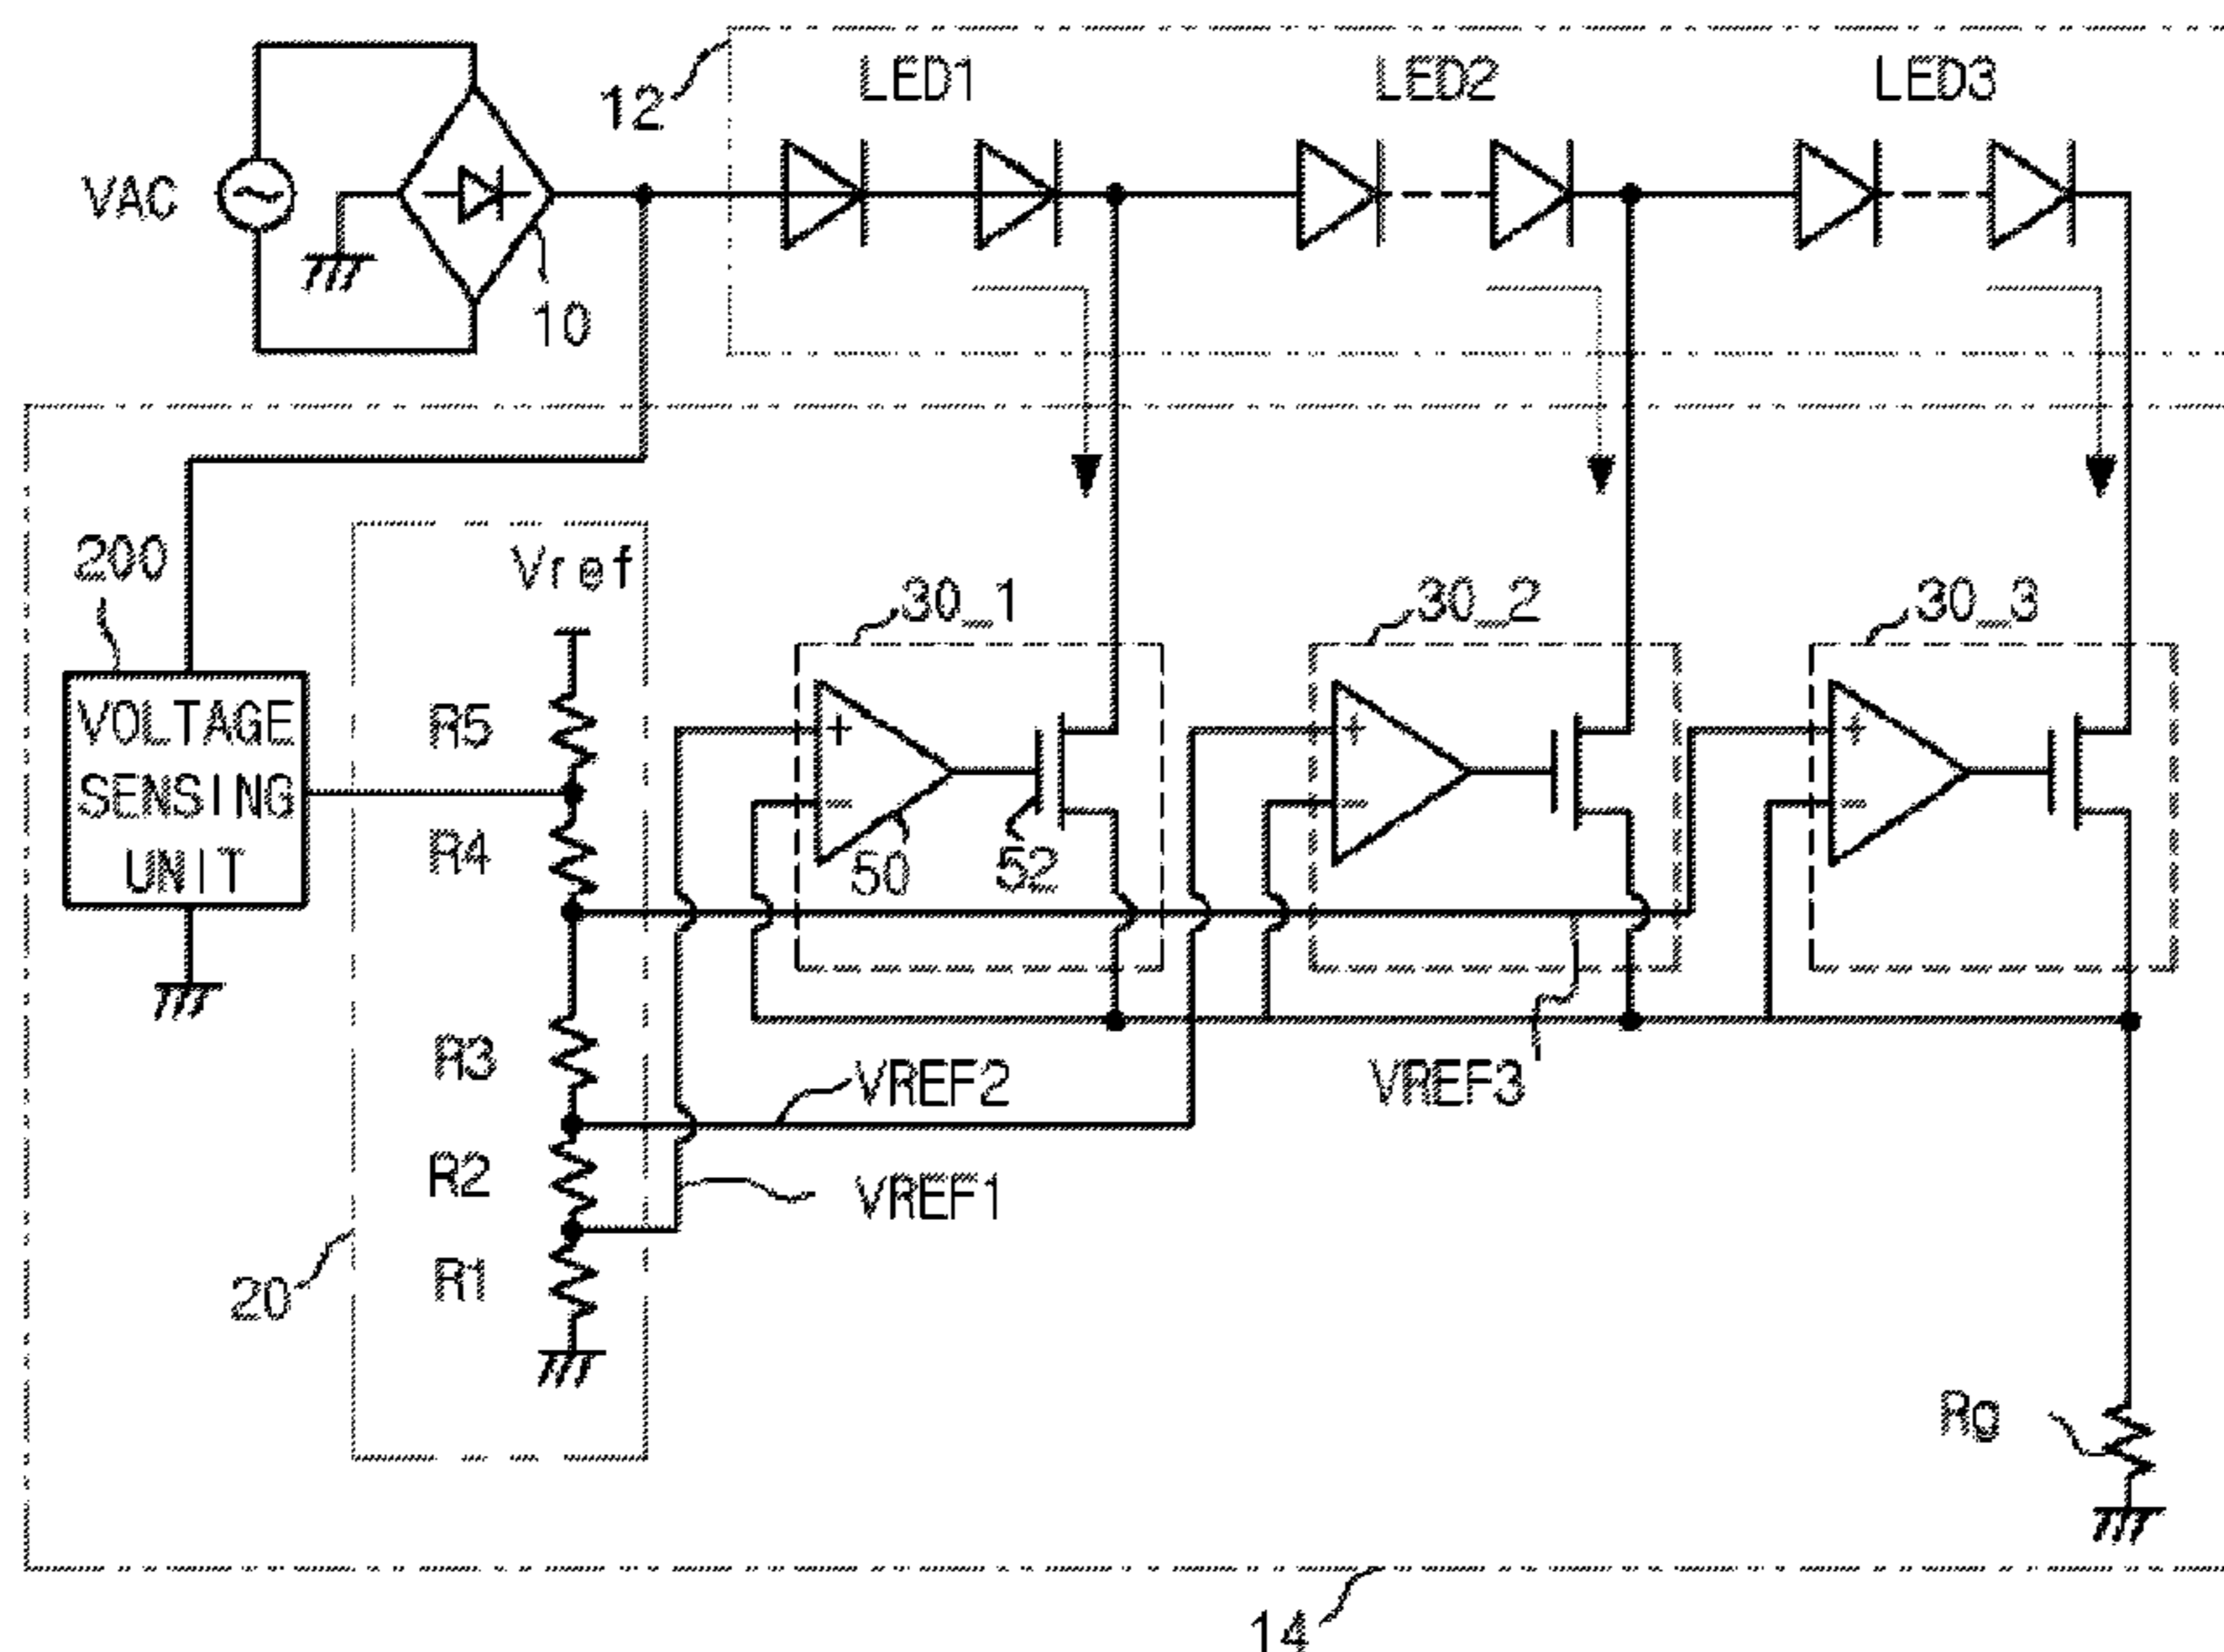 12
LED1
LED2
LED3
VAC
10
200
Vref
30_1
30_2
30_3
VOLTAGE
SENSING
UNIT
R5
R4
+
-
50
52
+
-
+
-
R3
VREF2
VREF3
R2
VREF1
20
R1
Rg
14